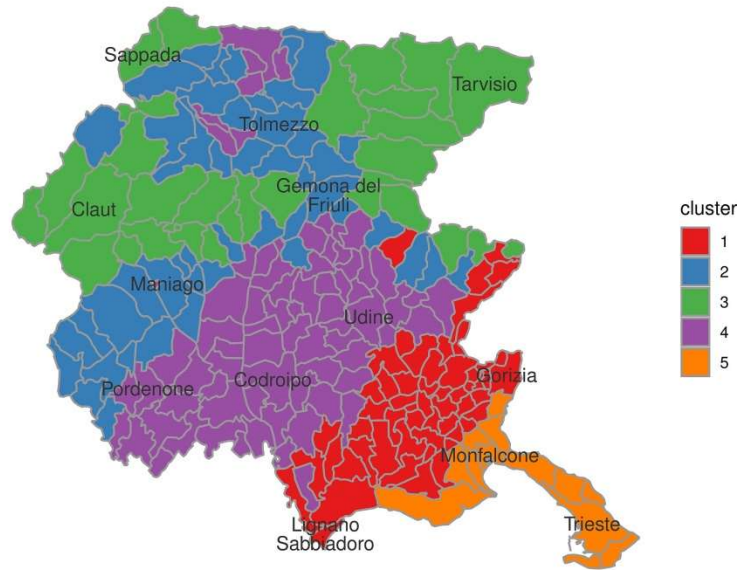 Sappada
Tarvisio
Tolmezzo
Gemona del
Friuli
Claut
Maniago
Udine
Pordenone
Codroipo
Gorizia
Monfalcone
Lignano
Sabbiadoro
Trieste
cluster
1
2
3
4
5